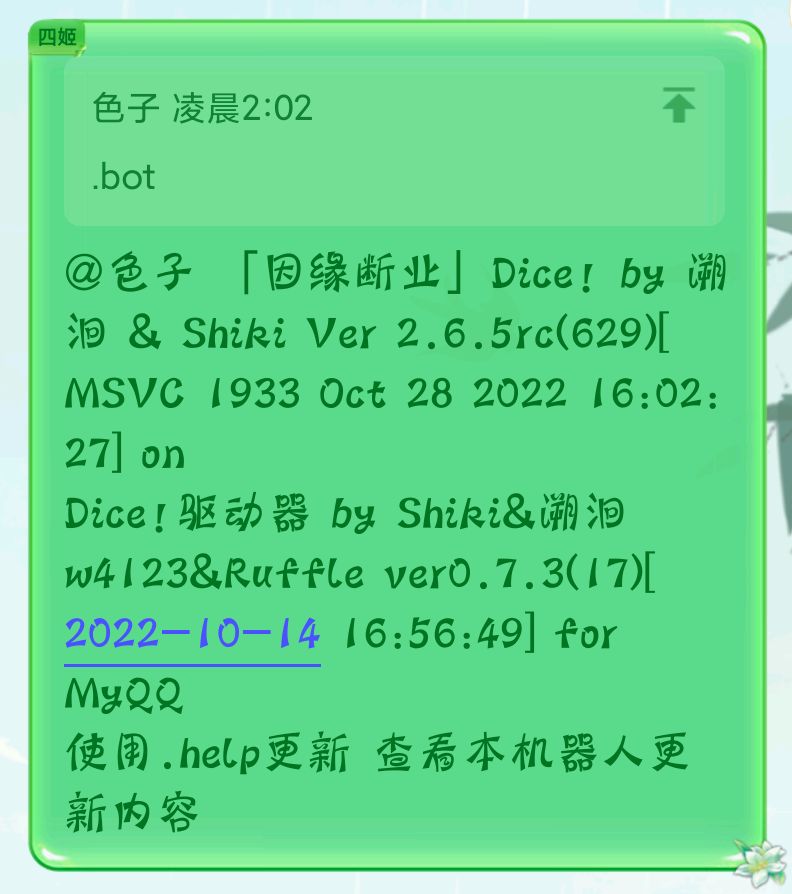 四姬
色子 凌晨2:02
.bot
@色子 「因缘断业」Dice! by 溯
洄 & Shiki Ver 2.6.5rc(629)[
MSVC 1933 Oct 28 2022 16:02:
27] on
Dice!驱动器 by Shiki&溯洄
w4123&Ruffle ver0.7.3(17)[
2022-10-14 16:56:49] for
MyQQ
使用.help更新 查看本机器人更
新内容